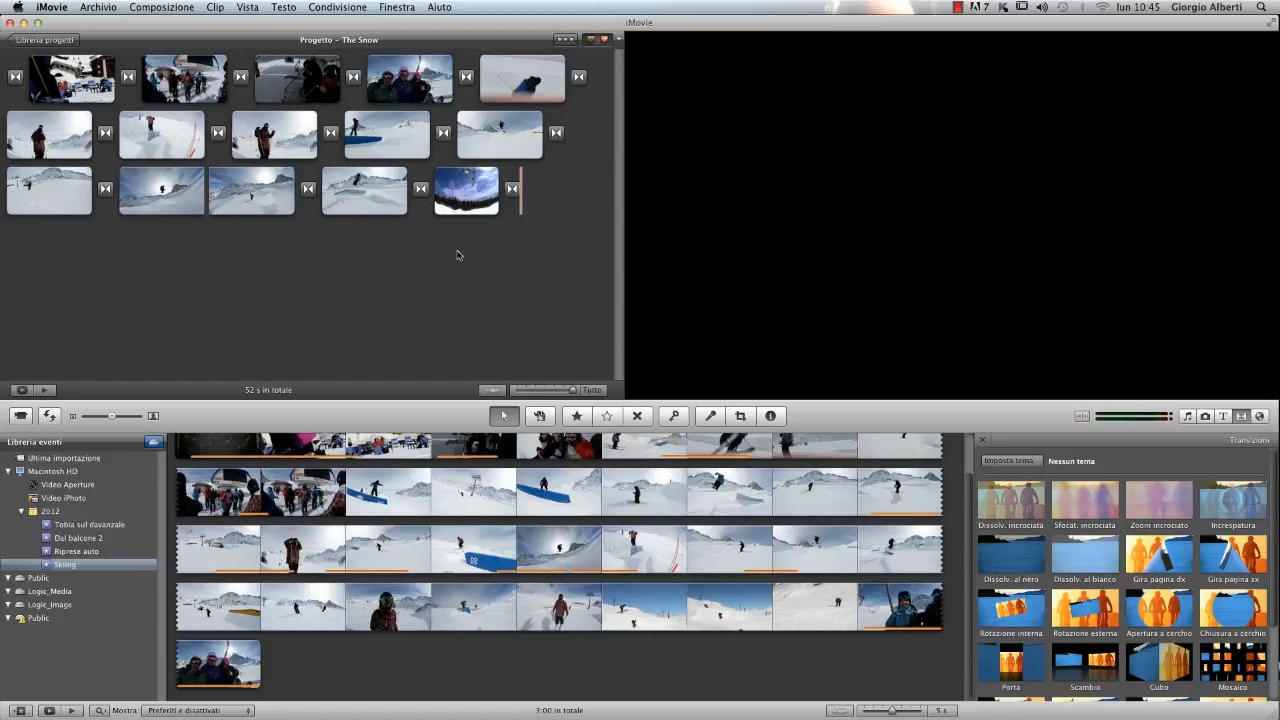 iMovie Archivio Composizione Clip Vista Testo Condivisione Finestra Aiuto 7 lun 10:45 Giorgio Alberti
iMovie
Libreria progetti
Progetto – The Snow
52 s in totale
Tutto
Libreria eventi
Ultima importazione
Macintosh HD
Video Aperture
Video iPhoto
2012
Tobia sul davanzale
Dal balcone 2
Riprese auto
Skiing
Public
Logic_Media
Logic_Image
Public
Transizioni
Imposta tema... Nessun tema
Dissolv. incrociata Sfocat. incrociata Zoom incrociato Increspatura
Dissolv. al nero Dissolv. al bianco Gira pagina dx Gira pagina sx
Rotazione interna Rotazione esterna Apertura a cerchio Chiusura a cerchio
Porta Scambio Cubo Mosaico
Mostra: Preferiti e disattivati
3:00 in totale
5 s